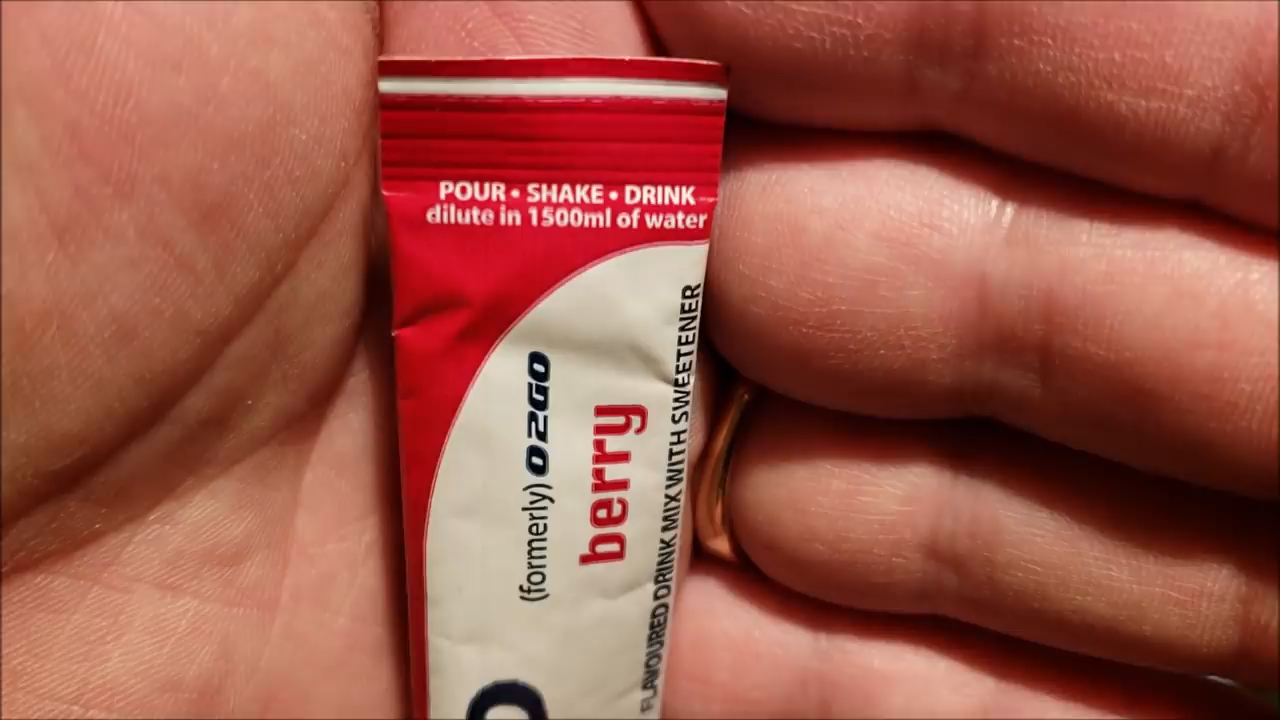 POUR • SHAKE • DRINK
dilute in 1500ml of water
(formerly) O2GO
berry
FLAVOURED DRINK MIX WITH SWEETENER